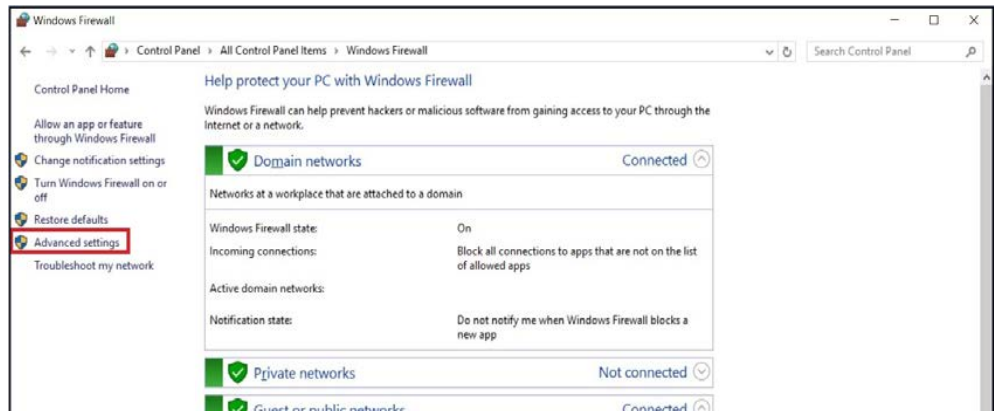 Windows Firewall
Control Panel › All Control Panel Items › Windows Firewall
Search Control Panel
Control Panel Home
Allow an app or feature
through Windows Firewall
Change notification settings
Turn Windows Firewall on or
off
Restore defaults
Advanced settings
Troubleshoot my network
Help protect your PC with Windows Firewall
Windows Firewall can help prevent hackers or malicious software from gaining access to your PC through the
Internet or a network.
Domain networks Connected
Networks at a workplace that are attached to a domain
Windows Firewall state: On
Incoming connections: Block all connections to apps that are not on the list
of allowed apps
Active domain networks:
Notification state: Do not notify me when Windows Firewall blocks a
new app
Private networks Not connected
Guest or public networks Connected